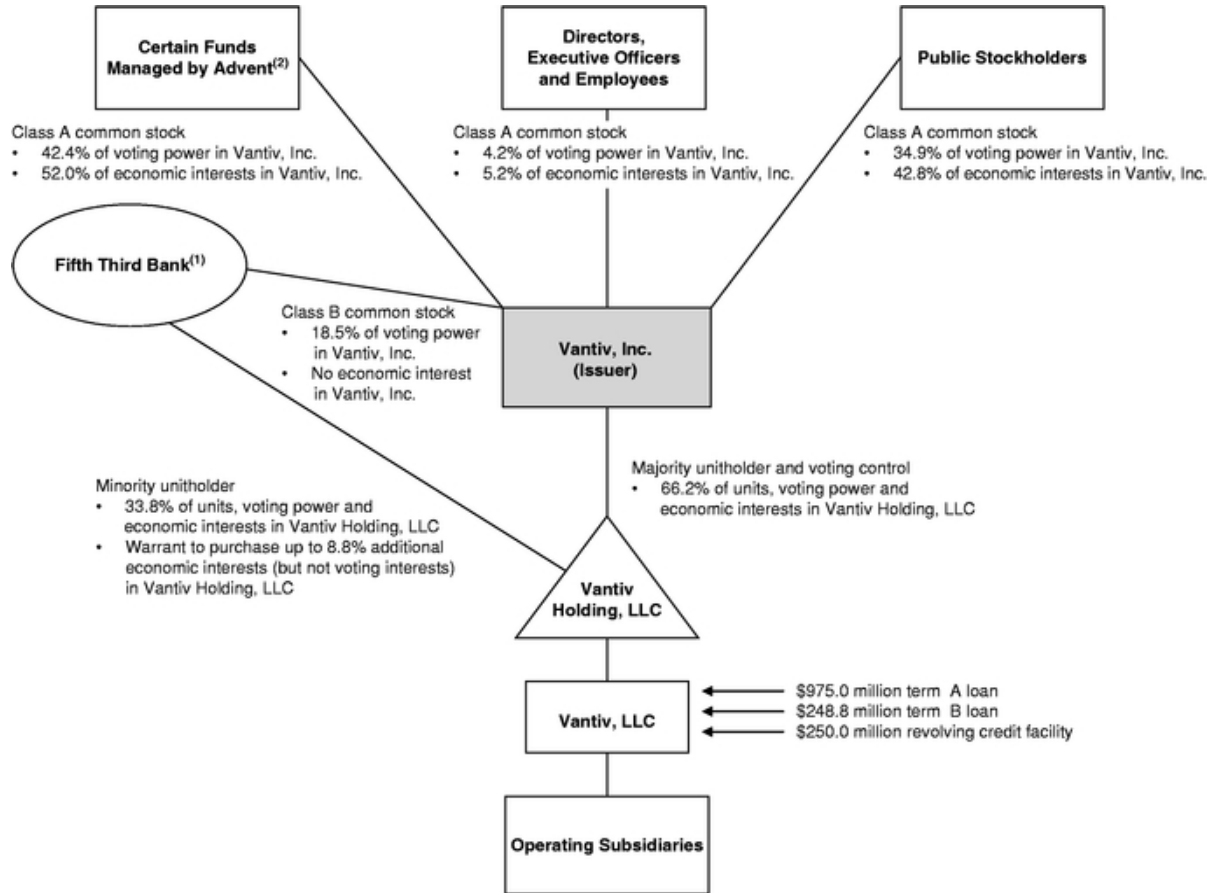 Certain Funds
Managed by Advent(2)
Directors,
Executive Officers
and Employees
Public Stockholders
Class A common stock
• 42.4% of voting power in Vantiv, Inc.
• 52.0% of economic interests in Vantiv, Inc.
Class A common stock
• 4.2% of voting power in Vantiv, Inc.
• 5.2% of economic interests in Vantiv, Inc.
Class A common stock
• 34.9% of voting power in Vantiv, Inc.
• 42.8% of economic interests in Vantiv, Inc.
Fifth Third Bank(1)
Class B common stock
• 18.5% of voting power
in Vantiv, Inc.
• No economic interest
in Vantiv, Inc.
Vantiv, Inc.
(Issuer)
Minority unitholder
• 33.8% of units, voting power and
economic interests in Vantiv Holding, LLC
• Warrant to purchase up to 8.8% additional
economic interests (but not voting interests)
in Vantiv Holding, LLC
Majority unitholder and voting control
• 66.2% of units, voting power and
economic interests in Vantiv Holding, LLC
Vantiv
Holding, LLC
Vantiv, LLC
$975.0 million term A loan
$248.8 million term B loan
$250.0 million revolving credit facility
Operating Subsidiaries